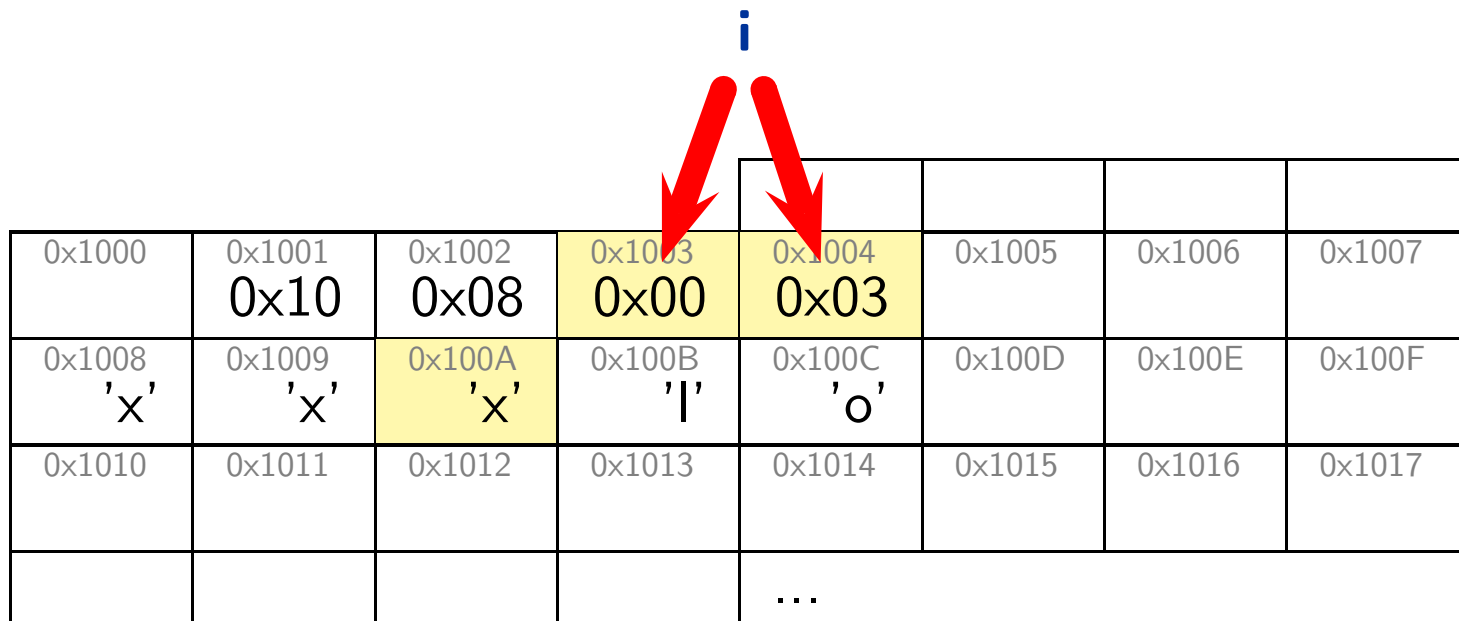 i
0x1000 0x1001 0x1002 0x1003 0x1004 0x1005 0x1006 0x1007
0x10 0x08 0x00 0x03
0x1008 0x1009 0x100A 0x100B 0x100C 0x100D 0x100E 0x100F
'x' 'x' 'x' 'l' 'o'
0x1010 0x1011 0x1012 0x1013 0x1014 0x1015 0x1016 0x1017
...